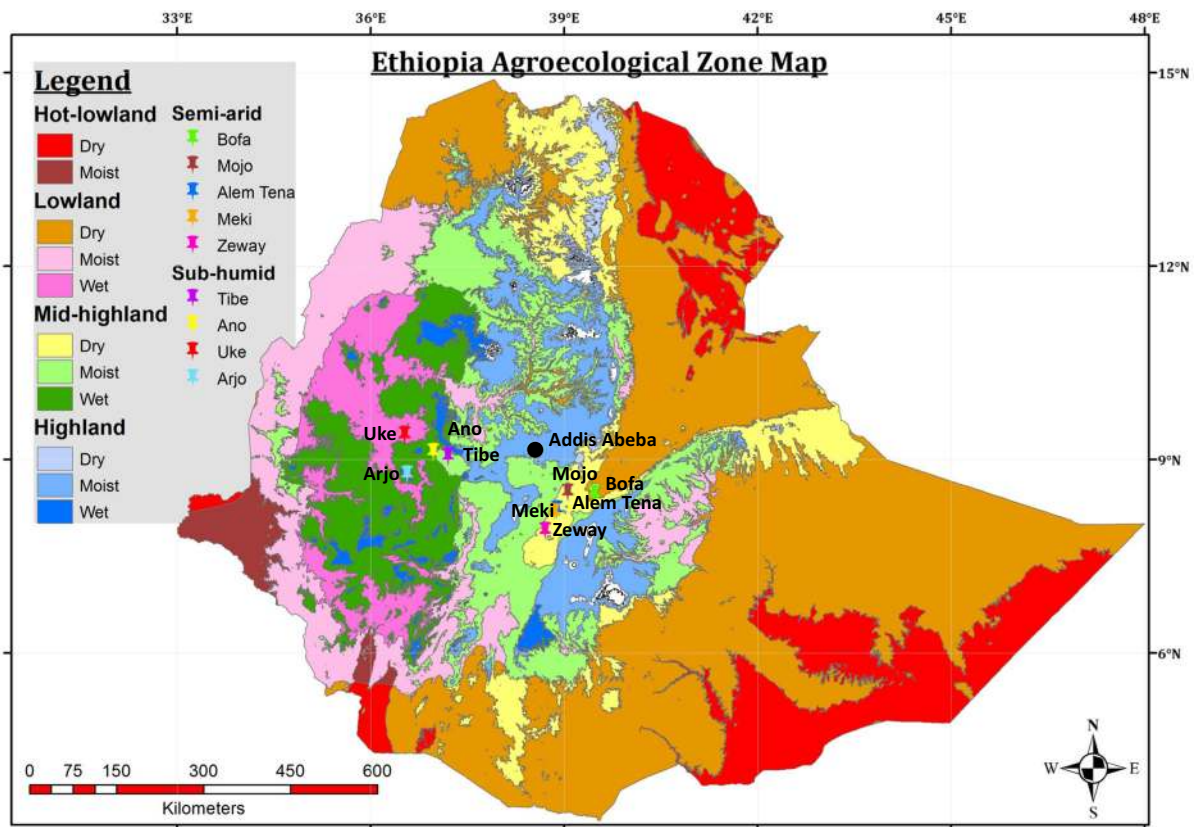 33°E 36°E 39°E 42°E 45°E 48°E
Ethiopia Agroecological Zone Map
15°N
12°N
9°N
6°N
Legend
Hot-lowland
Dry
Moist
Lowland
Dry
Moist
Wet
Mid-highland
Dry
Moist
Wet
Highland
Dry
Moist
Wet
Semi-arid
Bofa
Mojo
Alem Tena
Meki
Zeway
Sub-humid
Tibe
Ano
Uke
Arjo
Uke
Ano
Tibe
Arjo
Addis Abeba
Mojo
Bofa
Alem Tena
Meki
Zeway
0 75 150 300 450 600
Kilometers
N
W E
S